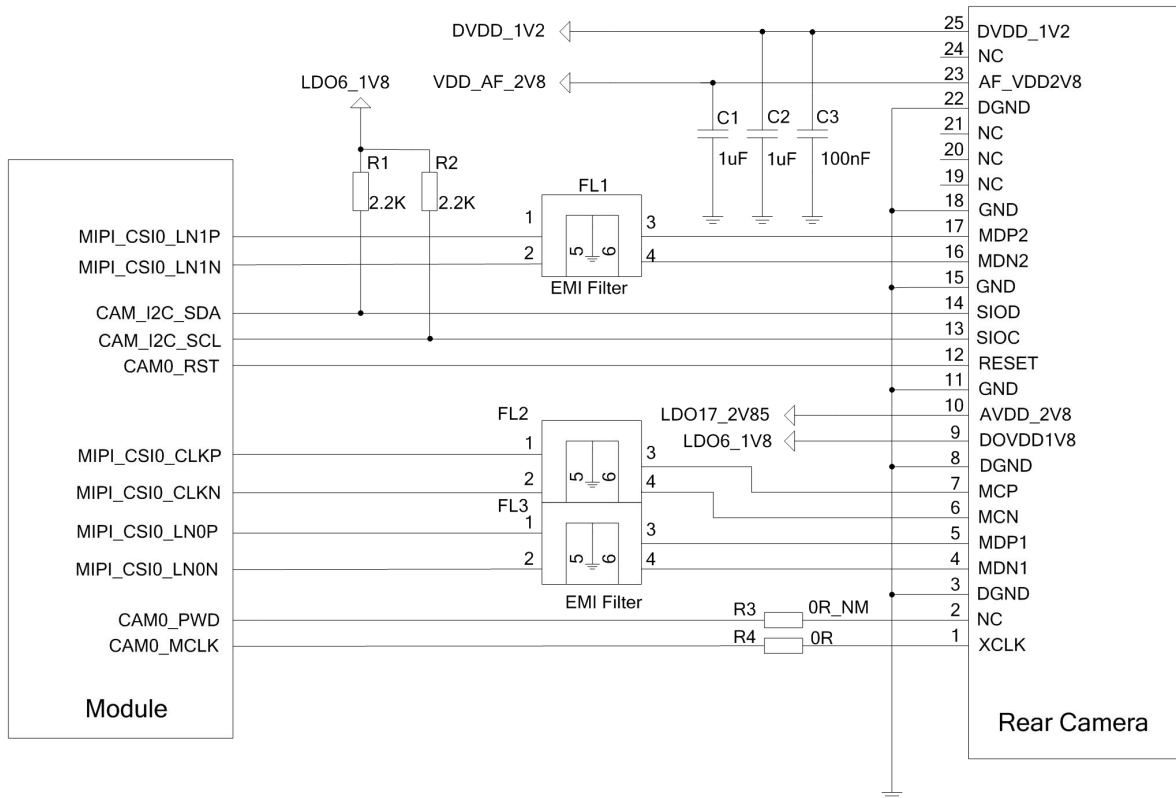 DVDD_1V2 25 DVDD_1V2
24 NC
LDO6_1V8 VDD_AF_2V8 23 AF_VDD2V8
22 DGND
C1 C2 C3 21 NC
1uF 1uF 100nF 20 NC
R1 R2 19 NC
2.2K 2.2K FL1 18 GND
MIPI_CSI0_LN1P 1 3 17 MDP2
MIPI_CSI0_LN1N 2 5 6 4 16 MDN2
EMI Filter 15 GND
CAM_I2C_SDA 14 SIOD
CAM_I2C_SCL 13 SIOC
CAM0_RST 12 RESET
11 GND
FL2 LDO17_2V85 10 AVDD_2V8
LDO6_1V8 9 DOVDD1V8
MIPI_CSI0_CLKP 1 3 8 DGND
5 6 7 MCP
MIPI_CSI0_CLKN 2 4 6 MCN
FL3
MIPI_CSI0_LN0P 1 3 5 MDP1
MIPI_CSI0_LN0N 2 5 6 4 4 MDN1
EMI Filter 3 DGND
CAM0_PWD R3 0R_NM 2 NC
CAM0_MCLK R4 0R 1 XCLK
Module
Rear Camera